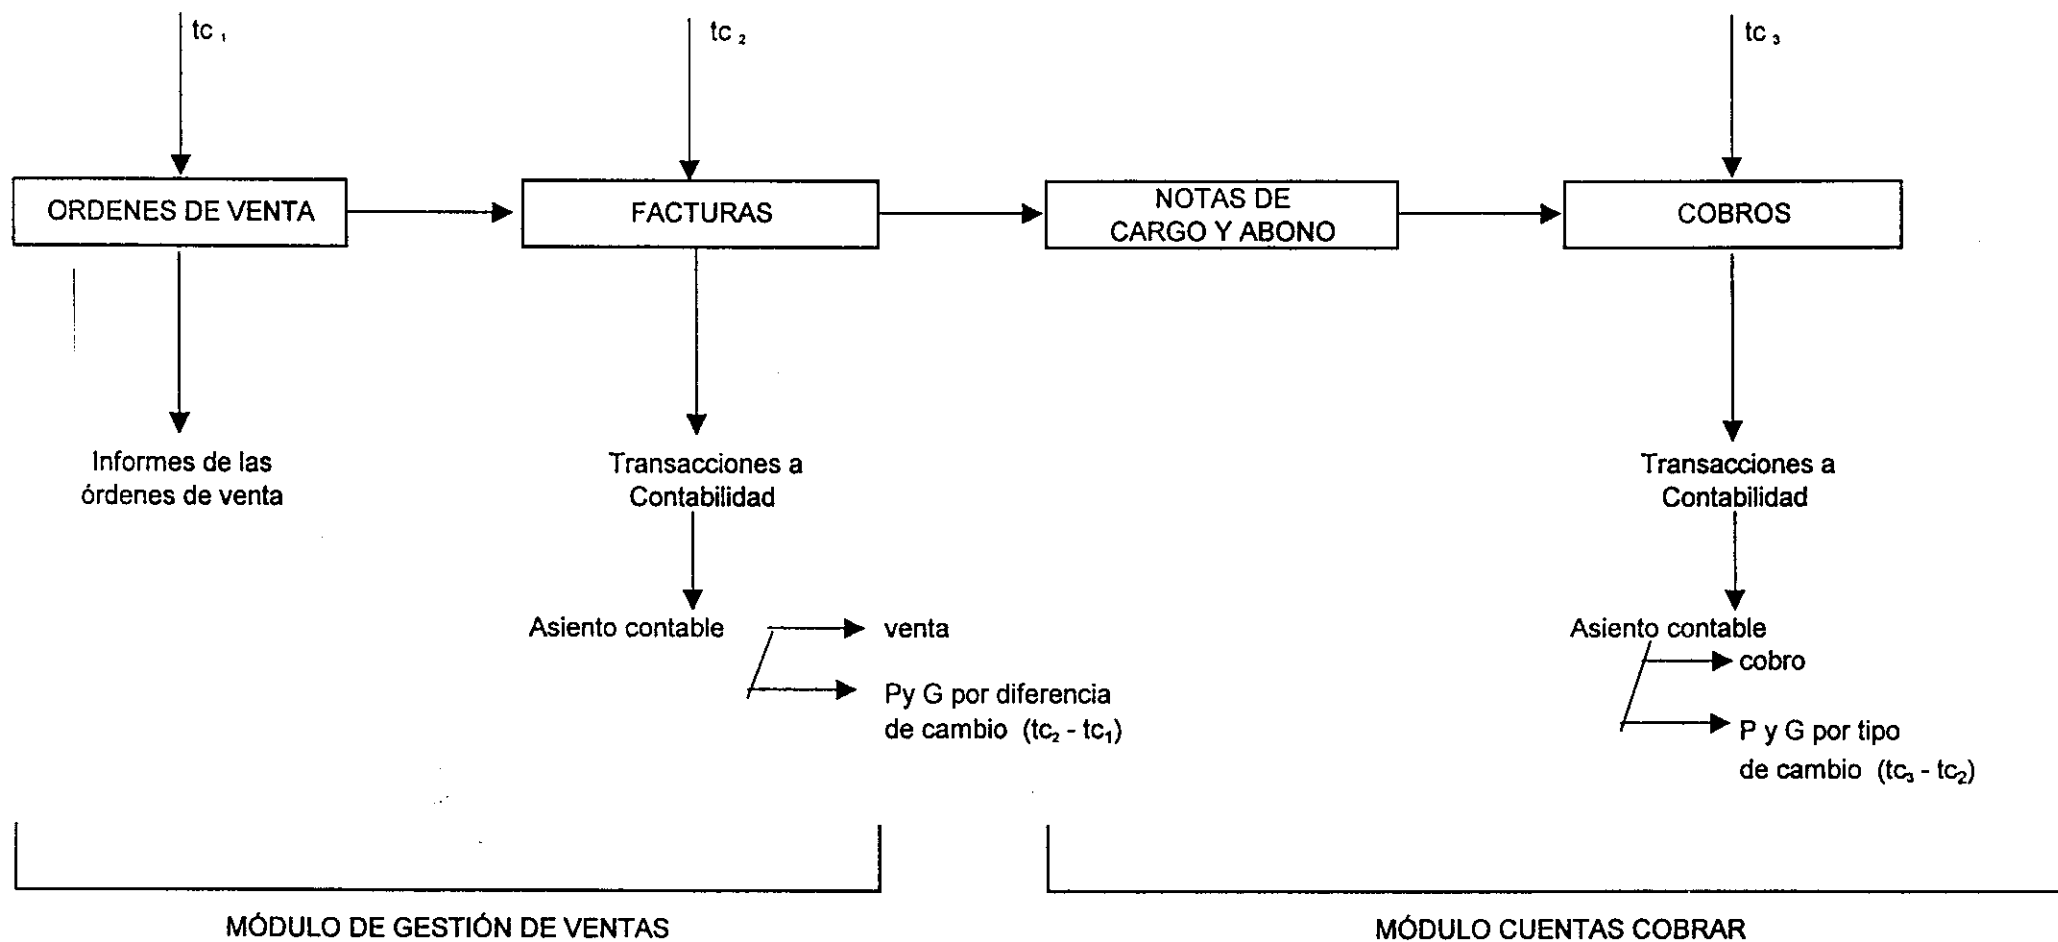 tc ₁
tc ₂
tc ₃
ORDENES DE VENTA
FACTURAS
NOTAS DE
CARGO Y ABONO
COBROS
Informes de las
órdenes de venta
Transacciones a
Contabilidad
Transacciones a
Contabilidad
Asiento contable
venta
Py G por diferencia
de cambio (tc₂ - tc₁)
Asiento contable
cobro
P y G por tipo
de cambio (tc₃ - tc₂)
MÓDULO DE GESTIÓN DE VENTAS
MÓDULO CUENTAS COBRAR